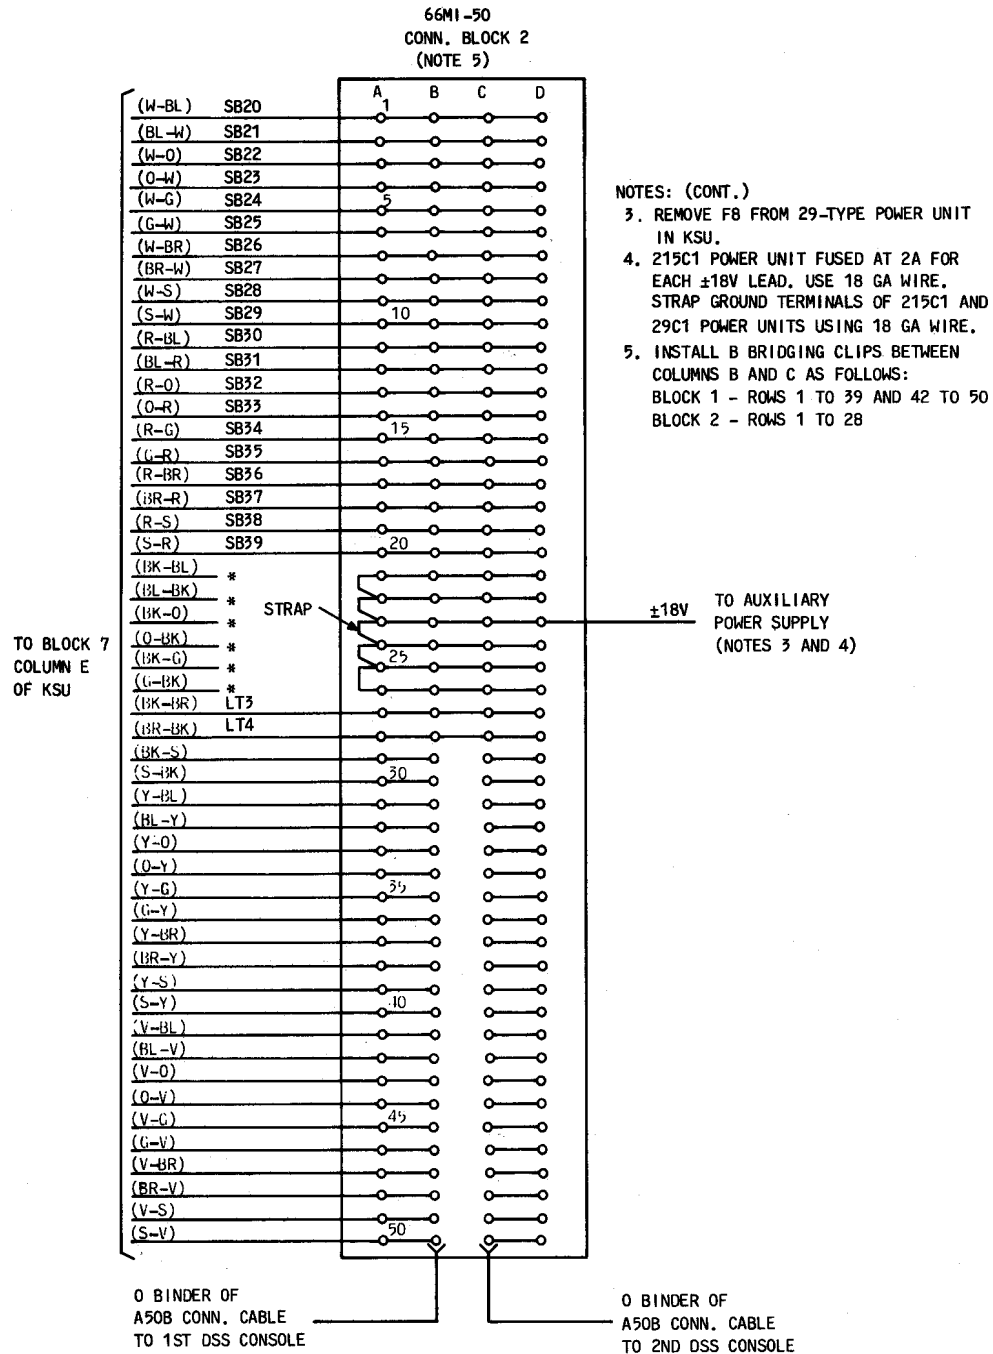 66MI-50
CONN. BLOCK 2
(NOTE 5)
A B C D
(W-BL) SB20 1
(BL-W) SB21
(W-O) SB22
(O-W) SB23
(W-G) SB24 5
(G-W) SB25
(W-BR) SB26
(BR-W) SB27
(W-S) SB28
(S-W) SB29 10
(R-BL) SB30
(BL-R) SB31
(R-O) SB32
(O-R) SB33
(R-G) SB34 15
(G-R) SB35
(R-BR) SB36
(BR-R) SB37
(R-S) SB38
(S-R) SB39 20
(BK-BL) *
(BL-BK) *
(BK-O) *
(O-BK) *
(BK-G) * 25
(G-BK) *
(BK-BR) LT3
(BR-BK) LT4
(BK-S)
(S-BK) 30
(Y-BL)
(BL-Y)
(Y-O)
(O-Y)
(Y-G) 35
(G-Y)
(Y-BR)
(BR-Y)
(Y-S)
(S-Y) 40
(V-BL)
(BL-V)
(V-O)
(O-V)
(V-G) 45
(G-V)
(V-BR)
(BR-V)
(V-S)
(S-V) 50
STRAP
TO BLOCK 7
COLUMN E
OF KSU
±18V
TO AUXILIARY
POWER SUPPLY
(NOTES 3 AND 4)
NOTES: (CONT.)
3. REMOVE F8 FROM 29-TYPE POWER UNIT
IN KSU.
4. 215C1 POWER UNIT FUSED AT 2A FOR
EACH ±18V LEAD. USE 18 GA WIRE.
STRAP GROUND TERMINALS OF 215C1 AND
29C1 POWER UNITS USING 18 GA WIRE.
5. INSTALL B BRIDGING CLIPS BETWEEN
COLUMNS B AND C AS FOLLOWS:
BLOCK 1 - ROWS 1 TO 39 AND 42 TO 50
BLOCK 2 - ROWS 1 TO 28
O BINDER OF
A50B CONN. CABLE
TO 1ST DSS CONSOLE
O BINDER OF
A50B CONN. CABLE
TO 2ND DSS CONSOLE